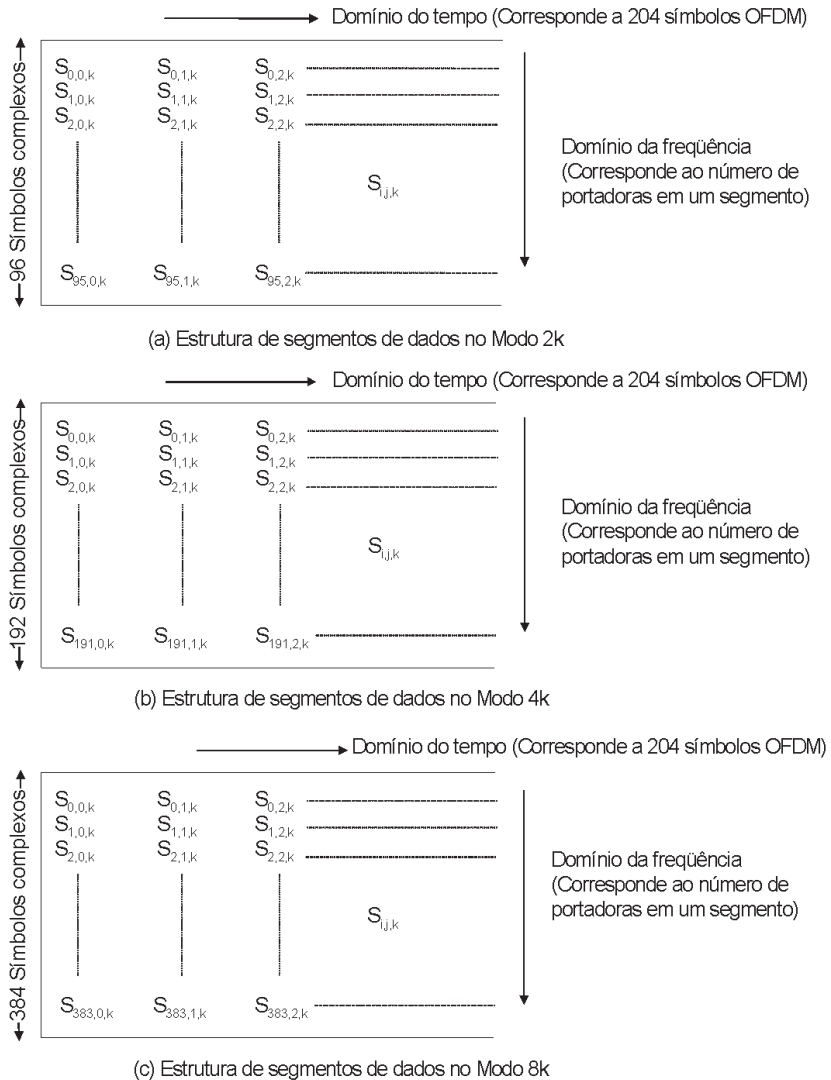 Domínio do tempo (Corresponde a 204 símbolos OFDM)
96 Símbolos complexos
S0,0,k S0,1,k S0,2,k
S1,0,k S1,1,k S1,2,k
S2,0,k S2,1,k S2,2,k
Si,j,k
S95,0,k S95,1,k S95,2,k
Domínio da freqüência
(Corresponde ao número de
portadoras em um segmento)
(a) Estrutura de segmentos de dados no Modo 2k
Domínio do tempo (Corresponde a 204 símbolos OFDM)
192 Símbolos complexos
S0,0,k S0,1,k S0,2,k
S1,0,k S1,1,k S1,2,k
S2,0,k S2,1,k S2,2,k
Si,j,k
S191,0,k S191,1,k S191,2,k
Domínio da freqüência
(Corresponde ao número de
portadoras em um segmento)
(b) Estrutura de segmentos de dados no Modo 4k
Domínio do tempo (Corresponde a 204 símbolos OFDM)
384 Símbolos complexos
S0,0,k S0,1,k S0,2,k
S1,0,k S1,1,k S1,2,k
S2,0,k S2,1,k S2,2,k
Si,j,k
S383,0,k S383,1,k S383,2,k
Domínio da freqüência
(Corresponde ao número de
portadoras em um segmento)
(c) Estrutura de segmentos de dados no Modo 8k